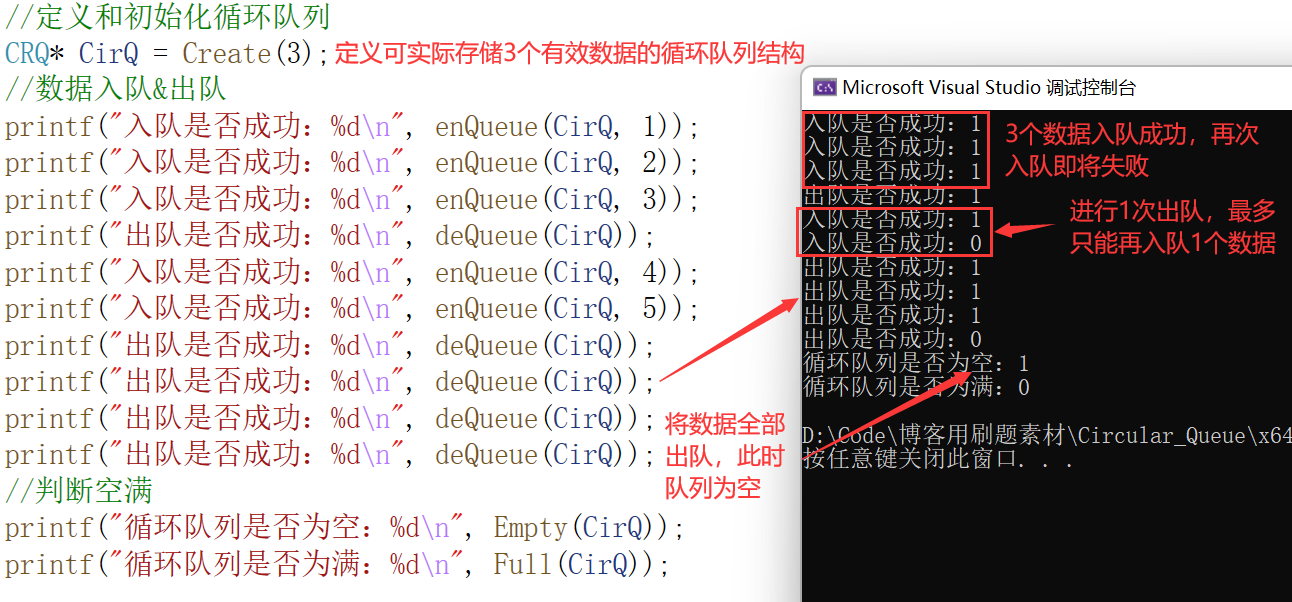 //定义和初始化循环队列
CRQ* CirQ = Create(3); 定义可实际存储3个有效数据的循环队列结构
//数据入队&出队
printf("入队是否成功：%d\n", enQueue(CirQ, 1));
printf("入队是否成功：%d\n", enQueue(CirQ, 2));
printf("入队是否成功：%d\n", enQueue(CirQ, 3));
printf("出队是否成功：%d\n", deQueue(CirQ));
printf("入队是否成功：%d\n", enQueue(CirQ, 4));
printf("入队是否成功：%d\n", enQueue(CirQ, 5));
printf("出队是否成功：%d\n", deQueue(CirQ));
printf("出队是否成功：%d\n", deQueue(CirQ));
printf("出队是否成功：%d\n", deQueue(CirQ));
printf("出队是否成功：%d\n", deQueue(CirQ));
将数据全部
出队，此时
队列为空
//判断空满
printf("循环队列是否为空：%d\n", Empty(CirQ));
printf("循环队列是否为满：%d\n", Full(CirQ));
Microsoft Visual Studio 调试控制台
入队是否成功：1
入队是否成功：1
入队是否成功：1
出队是否成功：1
入队是否成功：1
入队是否成功：0
出队是否成功：1
出队是否成功：1
出队是否成功：1
出队是否成功：0
循环队列是否为空：1
循环队列是否为满：0
D:\Code\博客用刷题素材\Circular_Queue\x64
按任意键关闭此窗口. . .
3个数据入队成功，再次
入队即将失败
进行1次出队，最多
只能再入队1个数据